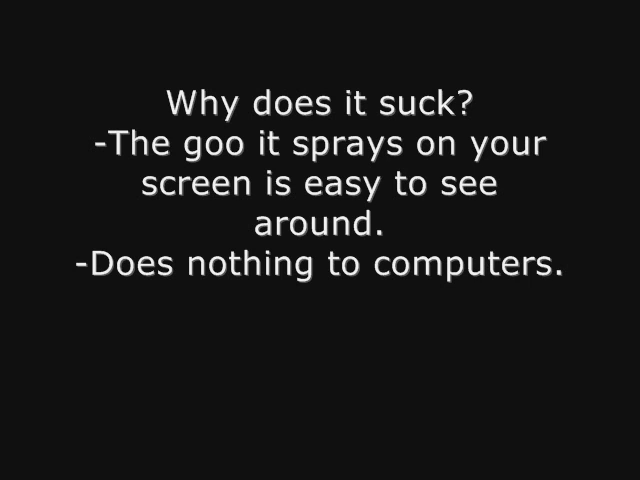 Why does it suck?
-The goo it sprays on your
screen is easy to see
around.
-Does nothing to computers.